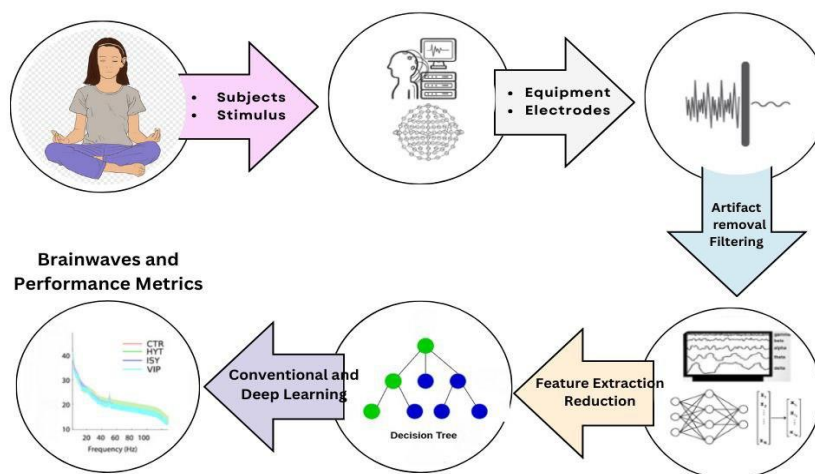 • Subjects
• Stimulus
• Equipment
• Electrodes
Artifact
removal
Filtering
gamma
beta
alpha
theta
delta
Feature Extraction
Reduction
Decision Tree
Conventional and
Deep Learning
Brainwaves and
Performance Metrics
CTR
HYT
ISY
VIP
40
30
20
10
20 40 60 80 100
Frequency (Hz)